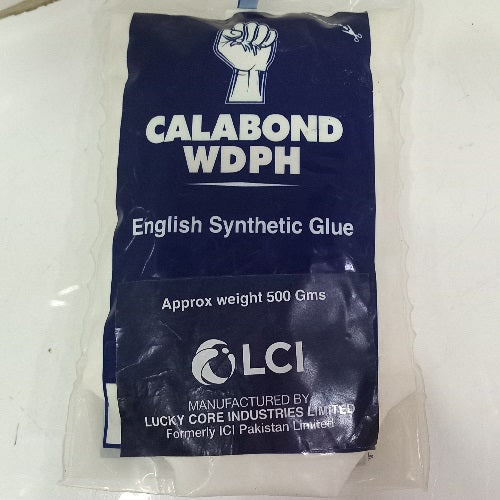 CALABOND
WDPH
English Synthetic Glue
Approx weight 500 Gms
LCI
MANUFACTURED BY
LUCKY CORE INDUSTRIES LIMITED
Formerly ICI Pakistan Limited